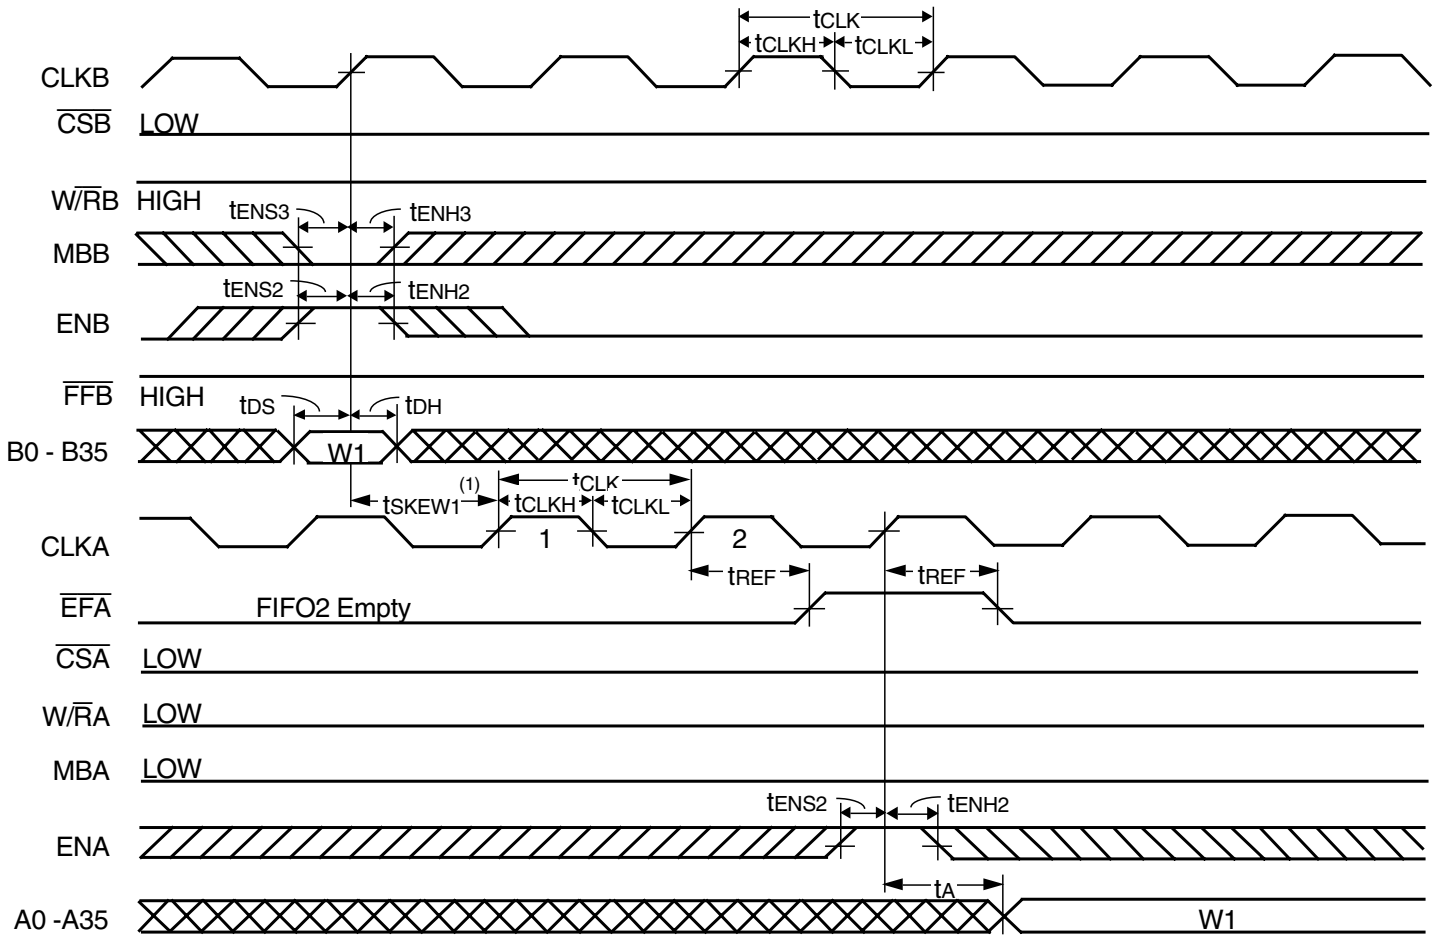 tCLK
tCLKH tCLKL
CLKB
CSB LOW
W/RB HIGH
tENS3 tENH3
MBB
tENS2 tENH2
ENB
FFB HIGH
tDS tDH
B0 - B35 W1
tSKEW1(1) tCLK
tCLKH tCLKL
CLKA 1 2
tREF tREF
EFA FIFO2 Empty
CSA LOW
W/RA LOW
MBA LOW
tENS2 tENH2
ENA
tA
A0 -A35 W1